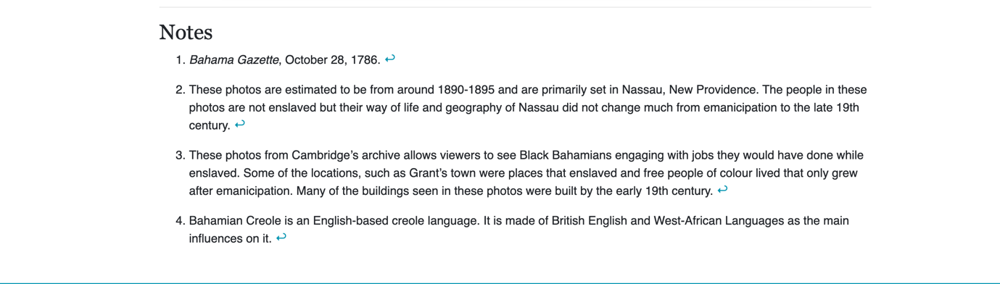 Notes
1. Bahama Gazette, October 28, 1786. ↩
2. These photos are estimated to be from around 1890-1895 and are primarily set in Nassau, New Providence. The people in these
photos are not enslaved but their way of life and geography of Nassau did not change much from emanicipation to the late 19th
century. ↩
3. These photos from Cambridge’s archive allows viewers to see Black Bahamians engaging with jobs they would have done while
enslaved. Some of the locations, such as Grant’s town were places that enslaved and free people of colour lived that only grew
after emanicipation. Many of the buildings seen in these photos were built by the early 19th century. ↩
4. Bahamian Creole is an English-based creole language. It is made of British English and West-African Languages as the main
influences on it. ↩